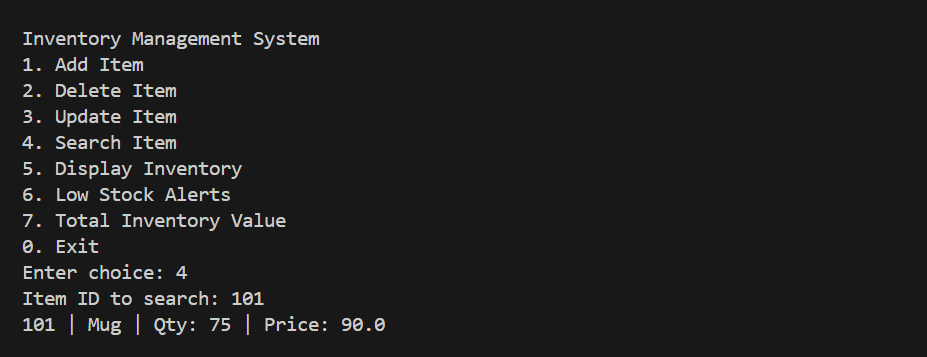 Inventory Management System
1. Add Item
2. Delete Item
3. Update Item
4. Search Item
5. Display Inventory
6. Low Stock Alerts
7. Total Inventory Value
0. Exit
Enter choice: 4
Item ID to search: 101
101 | Mug | Qty: 75 | Price: 90.0